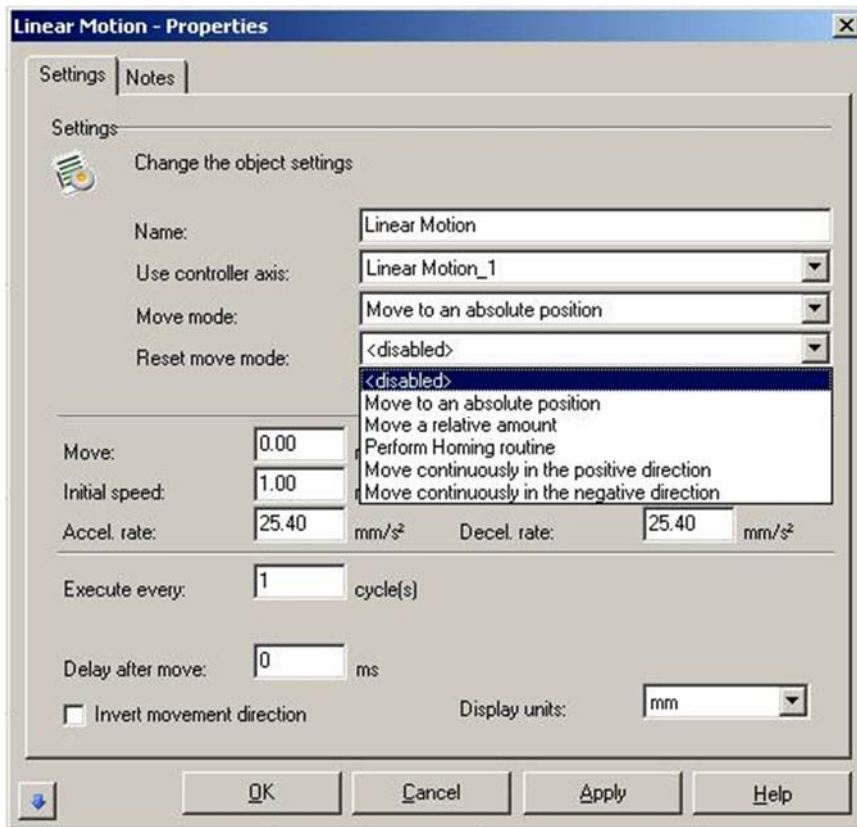 Linear Motion - Properties
Settings Notes
Settings
Change the object settings
Name: Linear Motion
Use controller axis: Linear Motion_1
Move mode: Move to an absolute position
Reset move mode: <disabled>
<disabled>
Move to an absolute position
Move a relative amount
Perform Homing routine
Move continuously in the positive direction
Move continuously in the negative direction
Move: 0.00
Initial speed: 1.00
Accel. rate: 25.40 mm/s² Decel. rate: 25.40 mm/s²
Execute every: 1 cycle(s)
Delay after move: 0 ms
Invert movement direction Display units: mm
OK Cancel Apply Help